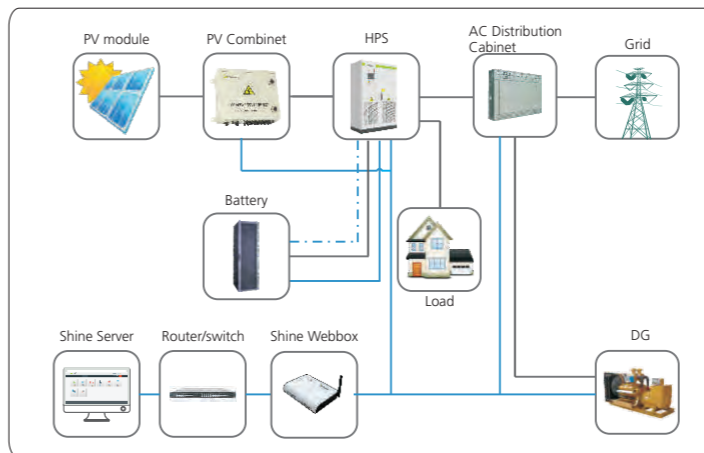 PV module
PV Combinet
HPS
AC Distribution
Cabinet
Grid
Battery
Load
Shine Server
Router/switch
Shine Webbox
DG